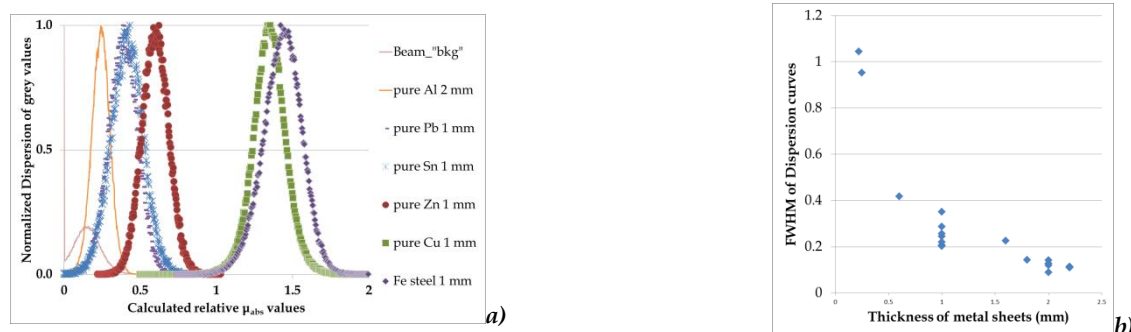 Normalized Dispersion of grey values
1.0
0.5
0.0
0
0.5
1
1.5
2
Calculated relative μabs values
Beam_"bkg"
pure Al 2 mm
pure Pb 1 mm
pure Sn 1 mm
pure Zn 1 mm
pure Cu 1 mm
Fe steel 1 mm
a)
FWHM of Dispersion curves
1.2
1
0.8
0.6
0.4
0.2
0
0
0.5
1
1.5
2
2.5
Thickness of metal sheets (mm)
b)